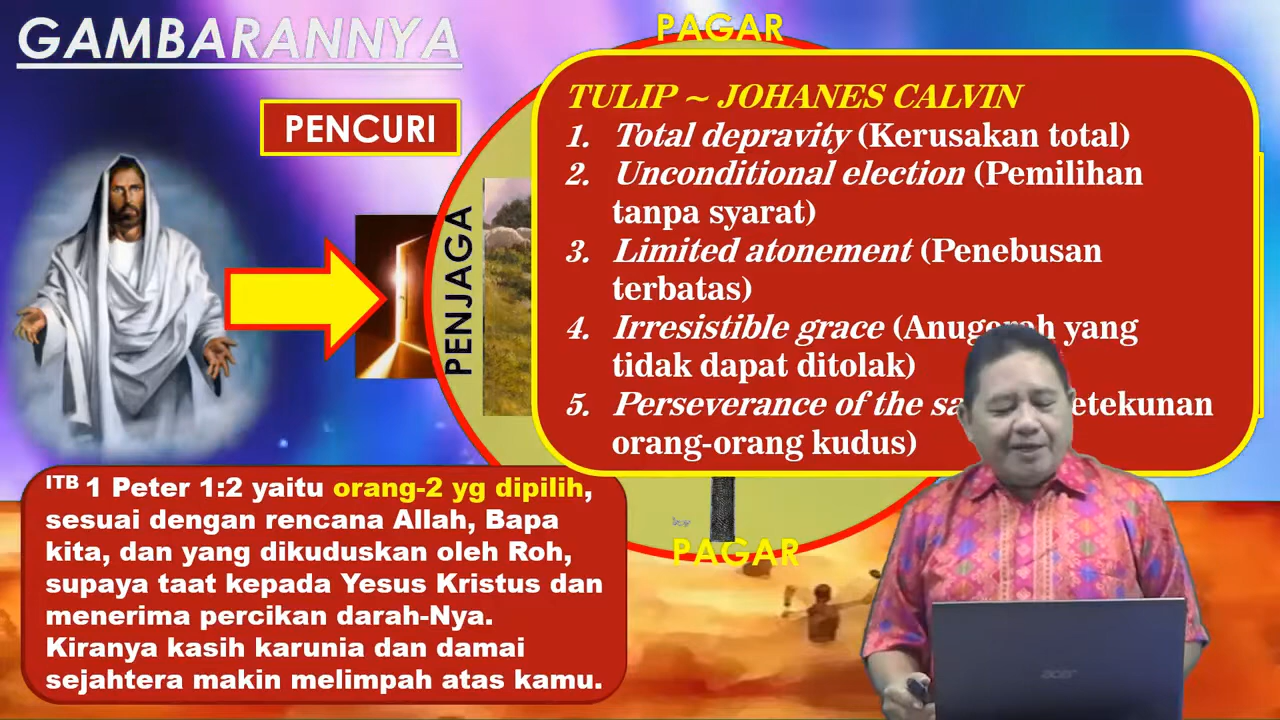 GAMBARANNYA
PAGAR
PENCURI
PENJAGA
TULIP ~ JOHANES CALVIN
1. Total depravity (Kerusakan total)
2. Unconditional election (Pemilihan
tanpa syarat)
3. Limited atonement (Penebusan
terbatas)
4. Irresistible grace yang
tidak dapat ditolak)
5. Perseverance of the
orang-orang kudus)
ITB 1 Peter 1:2 yaitu orang-2 yg dipilih,
sesuai dengan rencana Allah, Bapa
kita, dan yang dikuduskan oleh Roh,
supaya taat kepada Yesus Kristus dan
menerima percikan darah-Nya.
Kiranya kasih karunia dan damai
sejahtera makin melimpah atas kamu.
PAGAR
acer